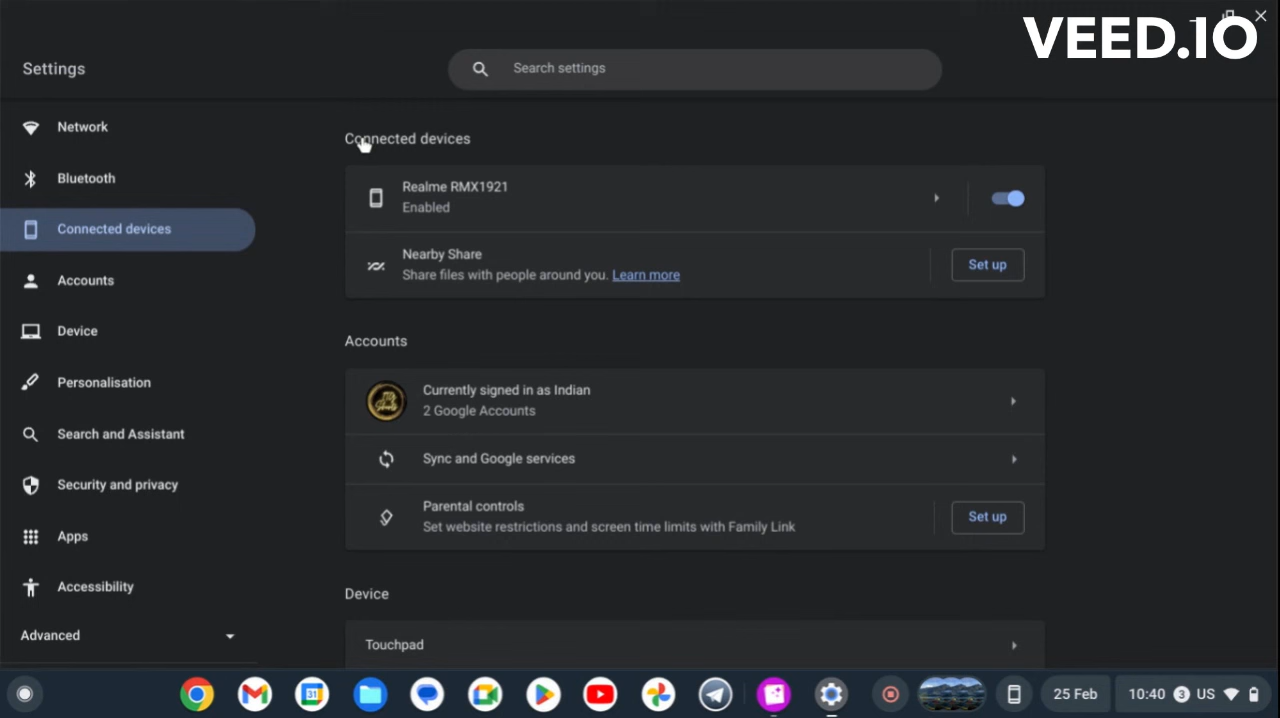 VEED.IO
Settings
Search settings
Network
Bluetooth
Connected devices
Accounts
Device
Personalisation
Search and Assistant
Security and privacy
Apps
Accessibility
Advanced
Connected devices
Realme RMX1921
Enabled
Nearby Share
Share files with people around you. Learn more
Set up
Accounts
Currently signed in as Indian
2 Google Accounts
Sync and Google services
Parental controls
Set website restrictions and screen time limits with Family Link
Set up
Device
Touchpad
31
25 Feb
10:40 3 US